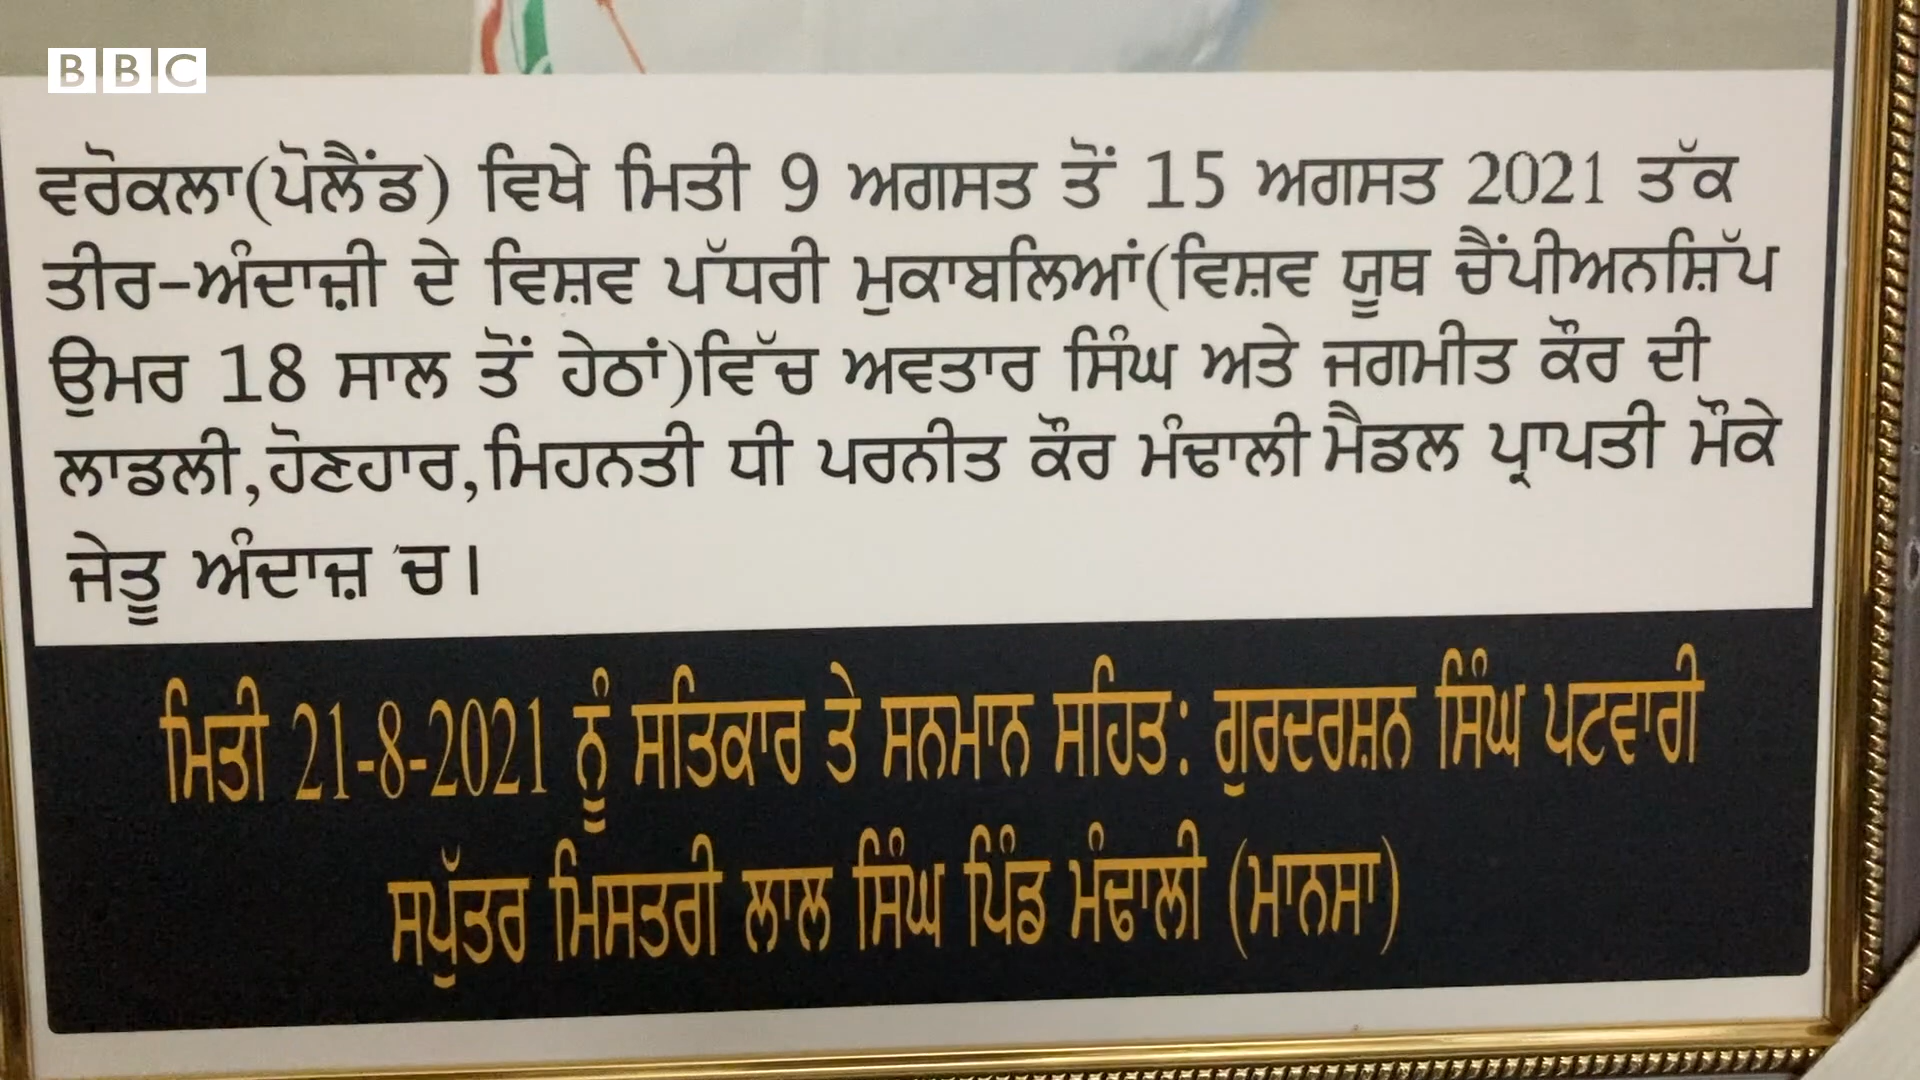 BBC
ਵਰੋਕਲਾ(ਪੋਲੈਂਡ) ਵਿਖੇ ਮਿਤੀ 9 ਅਗਸਤ ਤੋਂ 15 ਅਗਸਤ 2021 ਤੱਕ
ਤੀਰ-ਅੰਦਾਜ਼ੀ ਦੇ ਵਿਸ਼ਵ ਪੱਧਰੀ ਮੁਕਾਬਲਿਆਂ(ਵਿਸ਼ਵ ਯੂਥ ਚੈਂਪੀਅਨਸ਼ਿੱਪ
ਉਮਰ 18 ਸਾਲ ਤੋਂ ਹੇਠਾਂ)ਵਿੱਚ ਅਵਤਾਰ ਸਿੰਘ ਅਤੇ ਜਗਮੀਤ ਕੌਰ ਦੀ
ਲਾਡਲੀ,ਹੋਣਹਾਰ,ਮਿਹਨਤੀ ਧੀ ਪਰਨੀਤ ਕੌਰ ਮੰਢਾਲੀ ਮੈਡਲ ਪ੍ਰਾਪਤੀ ਮੌਕੇ
ਜੇਤੂ ਅੰਦਾਜ਼ 'ਚ।
ਮਿਤੀ 21-8-2021 ਨੂੰ ਸਤਿਕਾਰ ਤੇ ਸਨਮਾਨ ਸਹਿਤ: ਗੁਰਦਰਸ਼ਨ ਸਿੰਘ ਪਟਵਾਰੀ
ਸਪੁੱਤਰ ਮਿਸਤਰੀ ਲਾਲ ਸਿੰਘ ਪਿੰਡ ਮੰਢਾਲੀ (ਮਾਨਸਾ)